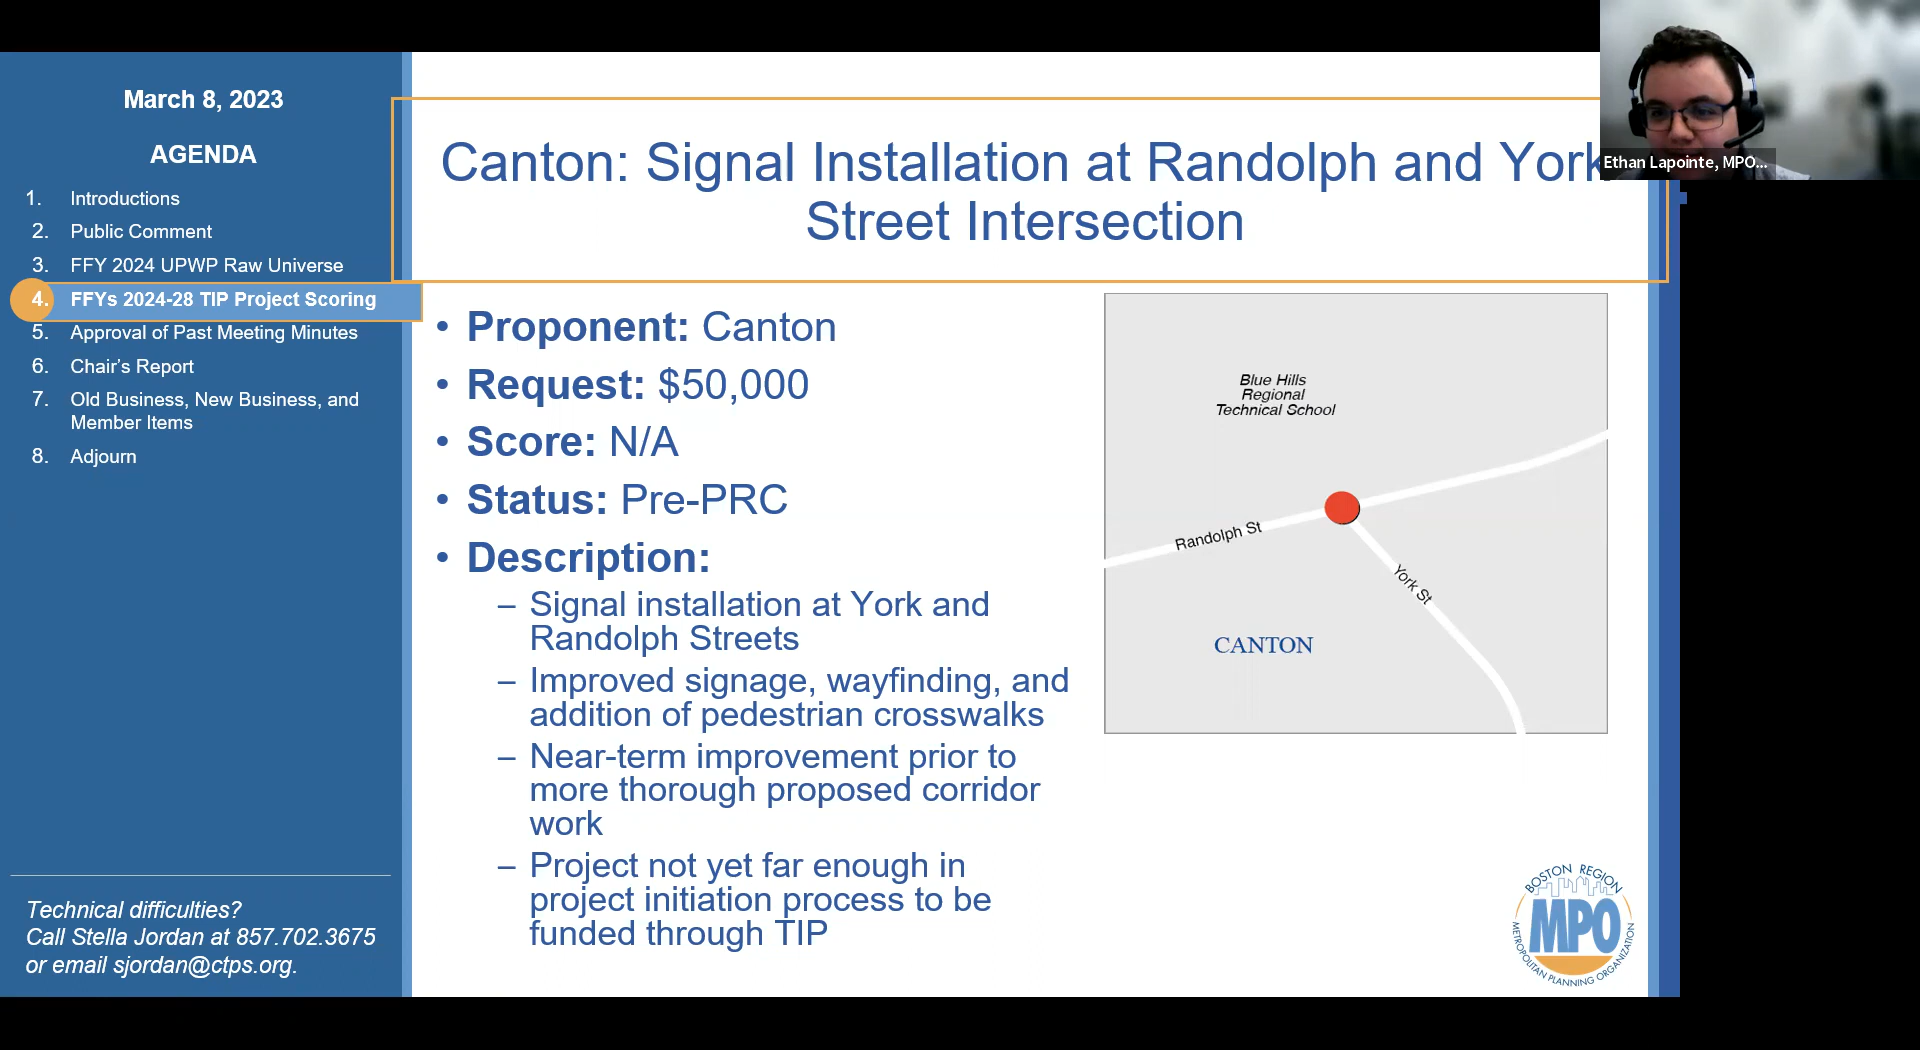 March 8, 2023
AGENDA
1. Introductions
2. Public Comment
3. FFY 2024 UPWP Raw Universe
4. FFYs 2024-28 TIP Project Scoring
5. Approval of Past Meeting Minutes
6. Chair's Report
7. Old Business, New Business, and
Member Items
8. Adjourn
Technical difficulties?
Call Stella Jordan at 857.702.3675
or email sjordan@ctps.org.
Canton: Signal Installation at Randolph and York
Street Intersection
• Proponent: Canton
• Request: $50,000
• Score: N/A
• Status: Pre-PRC
• Description:
– Signal installation at York and
Randolph Streets
– Improved signage, wayfinding, and
addition of pedestrian crosswalks
– Near-term improvement prior to
more thorough proposed corridor
work
– Project not yet far enough in
project initiation process to be
funded through TIP
Blue Hills
Regional
Technical School
Randolph St
York St
CANTON
BOSTON REGION
MPO
METROPOLITAN PLANNING ORGANIZATION
Ethan Lapointe, MPO...